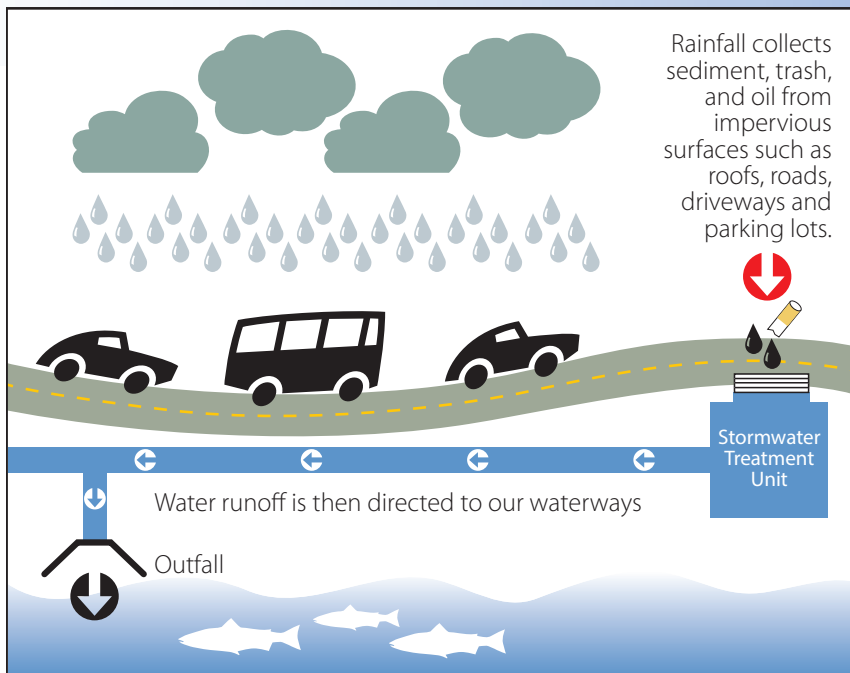 Rainfall collects
sediment, trash,
and oil from
impervious
surfaces such as
roofs, roads,
driveways and
parking lots.
Stormwater
Treatment
Unit
Water runoff is then directed to our waterways
Outfall